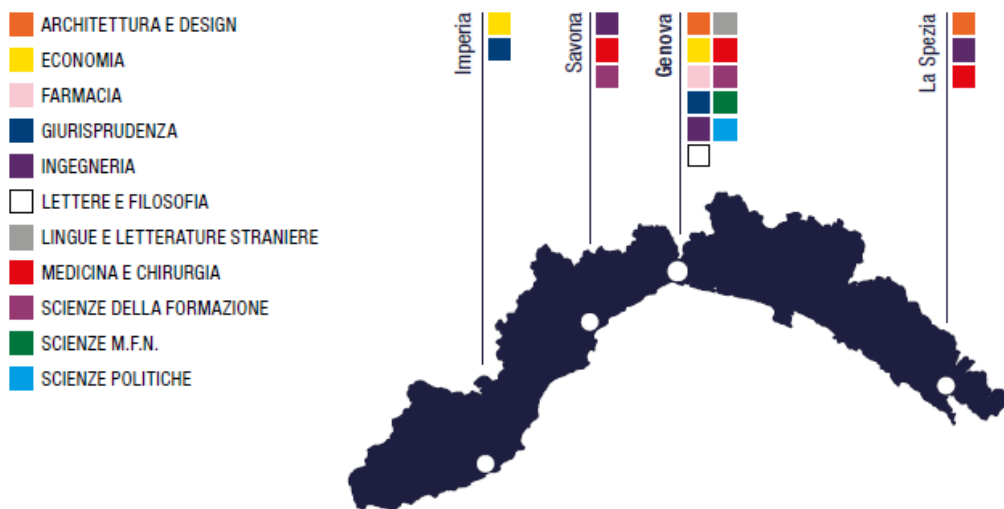 ARCHITETTURA E DESIGN
ECONOMIA
FARMACIA
GIURISPRUDENZA
INGEGNERIA
LETTERE E FILOSOFIA
LINGUE E LETTERATURE STRANIERE
MEDICINA E CHIRURGIA
SCIENZE DELLA FORMAZIONE
SCIENZE M.F.N.
SCIENZE POLITICHE
Imperia
Savona
Genova
La Spezia